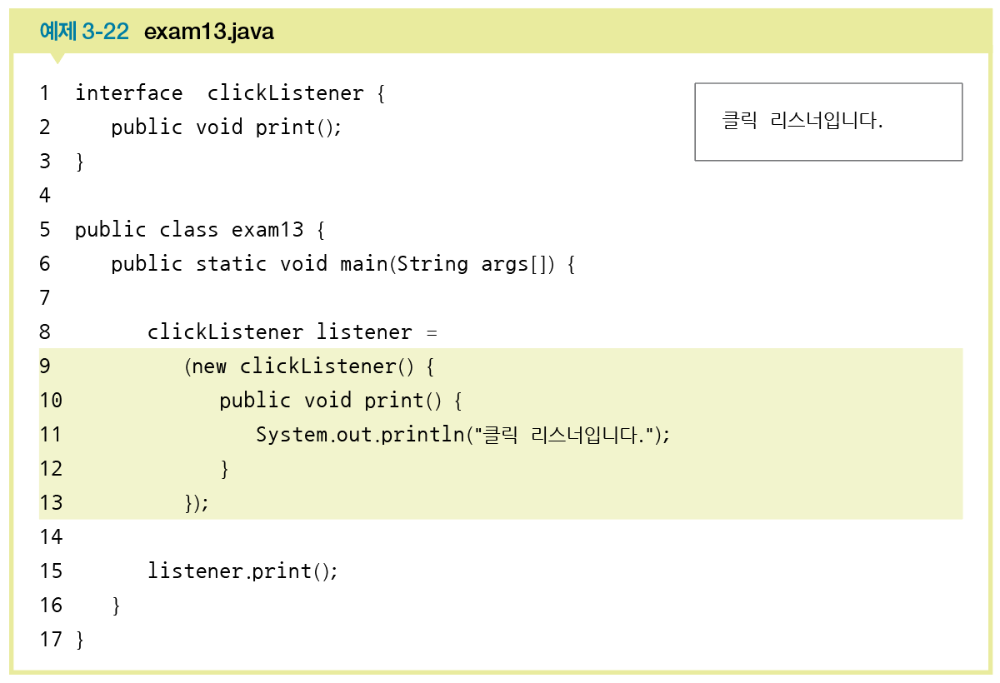 예제 3-22 exam13.java
1 interface  clickListener {
2    public void print();
3 }
4
5 public class exam13 {
6    public static void main(String args[]) {
7
8       clickListener listener =
9          (new clickListener() {
10             public void print() {
11                System.out.println("클릭 리스너입니다.");
12             }
13          });
14
15       listener.print();
16    }
17 }
클릭 리스너입니다.